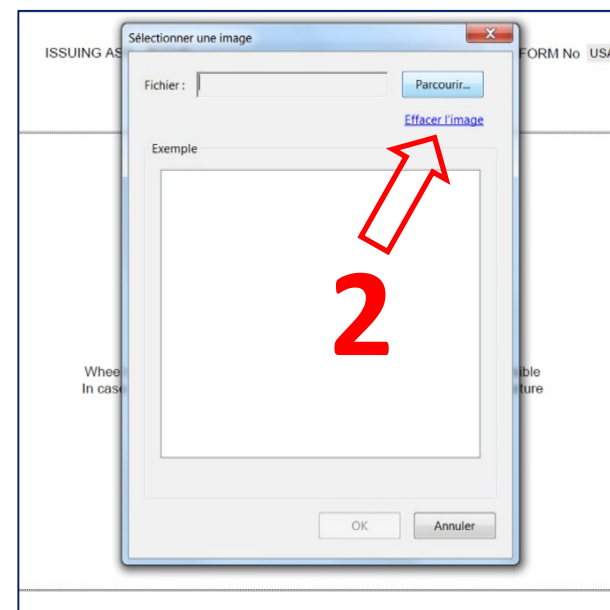 Sélectionner une image
ISSUING AS
FORM No USA
Fichier :
Parcourir...
Effacer l'image
Exemple
2
Whee
ible
In case
ture
OK
Annuler